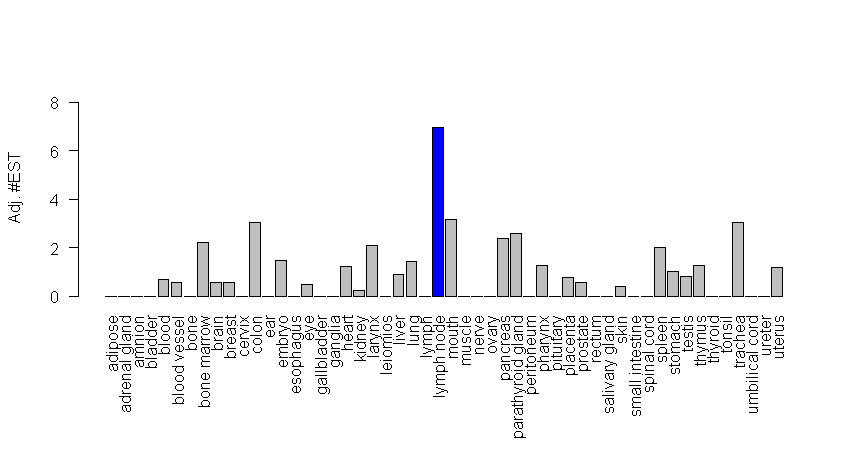 Adj. #EST
8
6
4
2
0
adipose
adrenal gland
amnion
bladder
blood
blood vessel
bone
bone marrow
brain
breast
cervix
colon
ear
embryo
esophagus
eye
gallbladder
ganglia
heart
kidney
larynx
leiomios
liver
lung
lymph
lymph node
mouth
muscle
nerve
ovary
pancreas
parathyroid gland
peritoneum
pharynx
pituitary
placenta
prostate
rectum
salivary gland
skin
small intestine
spinal cord
spleen
stomach
testis
thymus
thyroid
tonsil
trachea
umbilical cord
ureter
uterus